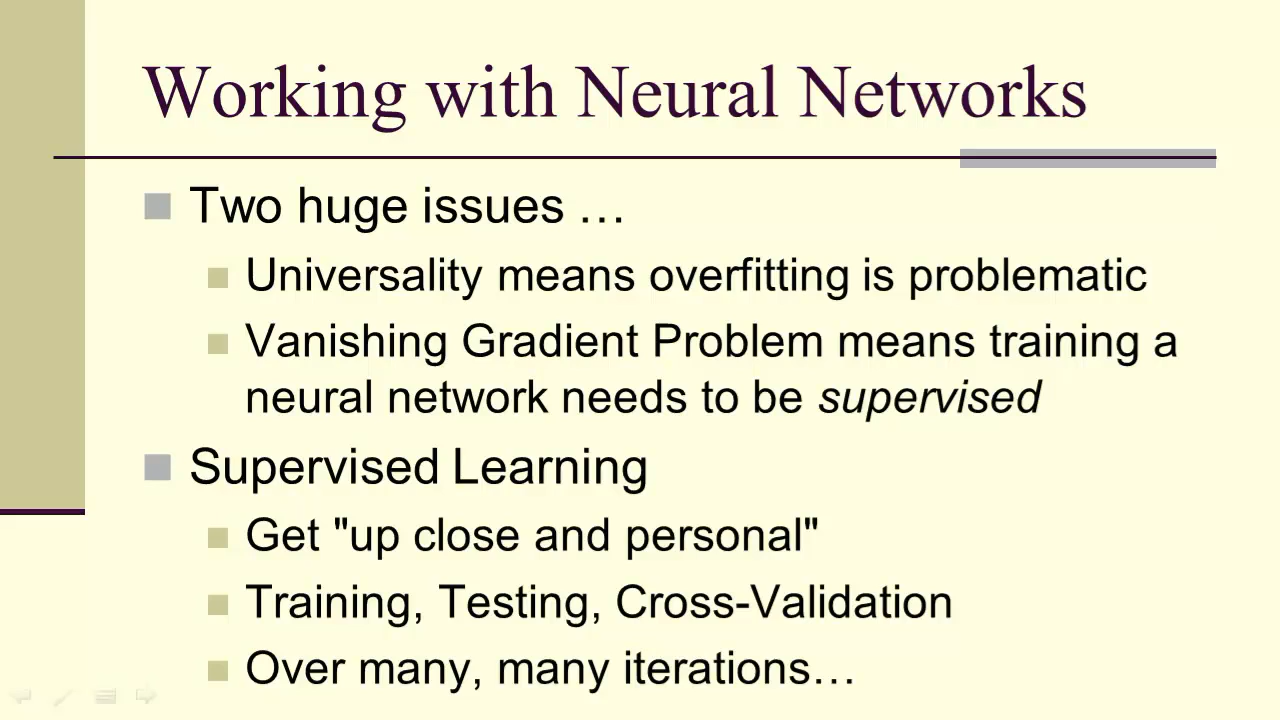 Working with Neural Networks
Two huge issues …
Universality means overfitting is problematic
Vanishing Gradient Problem means training a
neural network needs to be supervised
Supervised Learning
Get "up close and personal"
Training, Testing, Cross-Validation
Over many, many iterations…